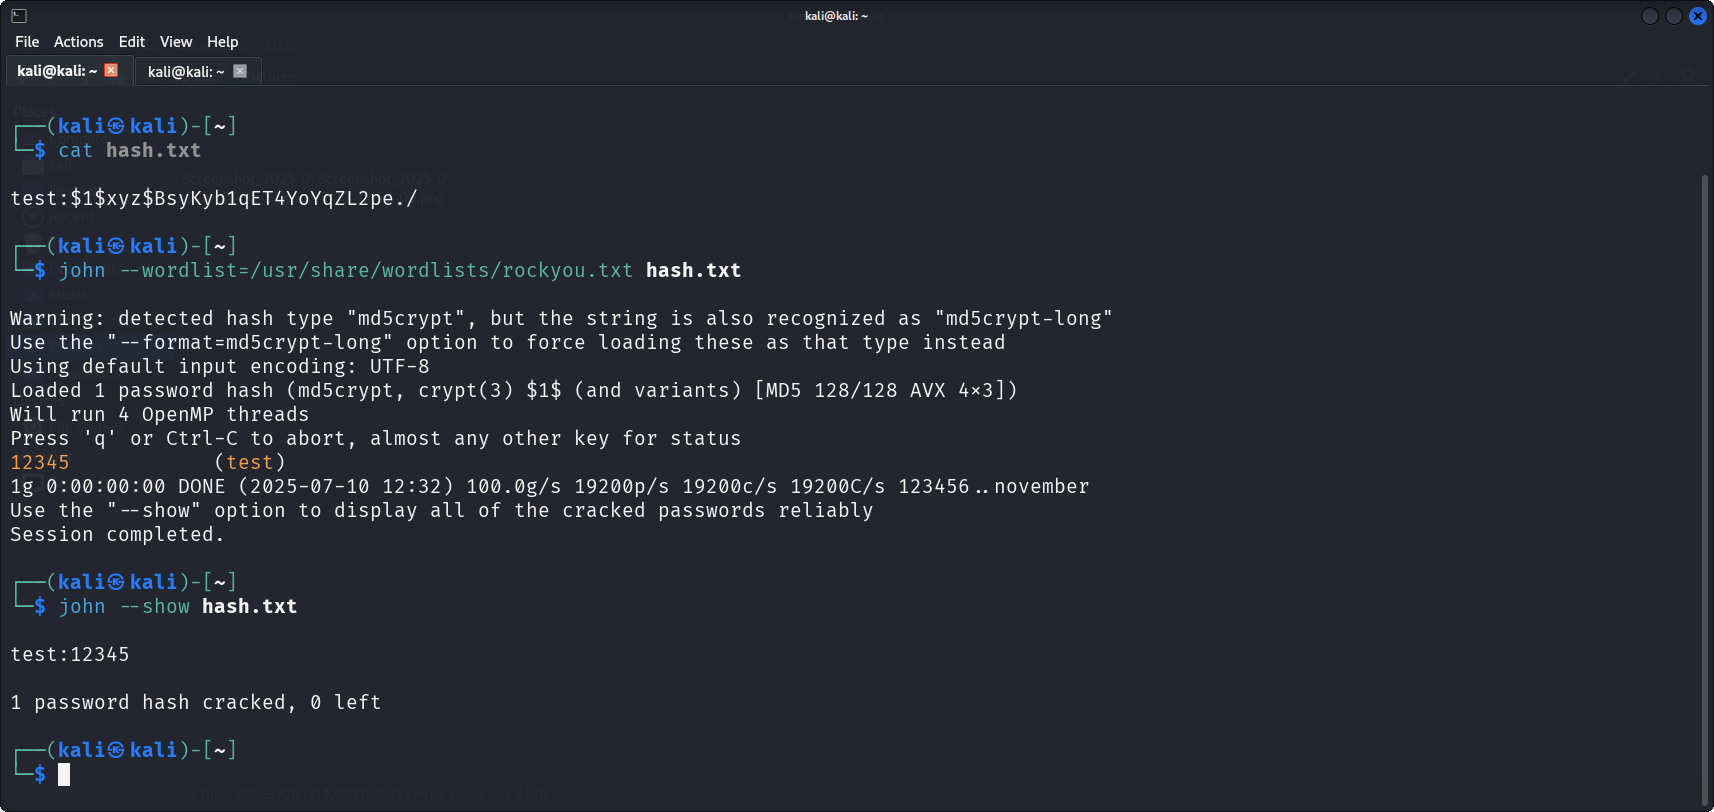 kali@kali: ~
File Actions Edit View Help
kali@kali: ~ kali@kali: ~
┌──(kali㉿kali)-[~]
└─$ cat hash.txt
test:$1$xyz$BsyKyb1qET4YoYqZL2pe./
┌──(kali㉿kali)-[~]
└─$ john --wordlist=/usr/share/wordlists/rockyou.txt hash.txt
Warning: detected hash type "md5crypt", but the string is also recognized as "md5crypt-long"
Use the "--format=md5crypt-long" option to force loading these as that type instead
Using default input encoding: UTF-8
Loaded 1 password hash (md5crypt, crypt(3) $1$ (and variants) [MD5 128/128 AVX 4x3])
Will run 4 OpenMP threads
Press 'q' or Ctrl-C to abort, almost any other key for status
12345            (test)
1g 0:00:00:00 DONE (2025-07-10 12:32) 100.0g/s 19200p/s 19200c/s 19200C/s 123456..november
Use the "--show" option to display all of the cracked passwords reliably
Session completed.
┌──(kali㉿kali)-[~]
└─$ john --show hash.txt
test:12345
1 password hash cracked, 0 left
┌──(kali㉿kali)-[~]
└─$